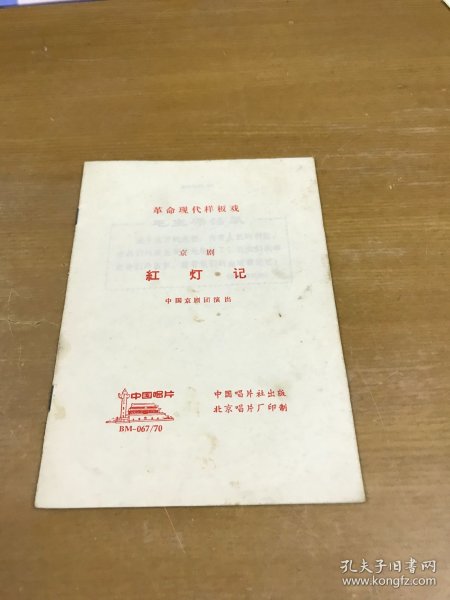 革命现代样板戏
京剧
紅灯记
中国京剧团演出
中国唱片
BM-067/70
中国唱片社出版
北京唱片厂印制
孔夫子旧书网
www.kongfz.com